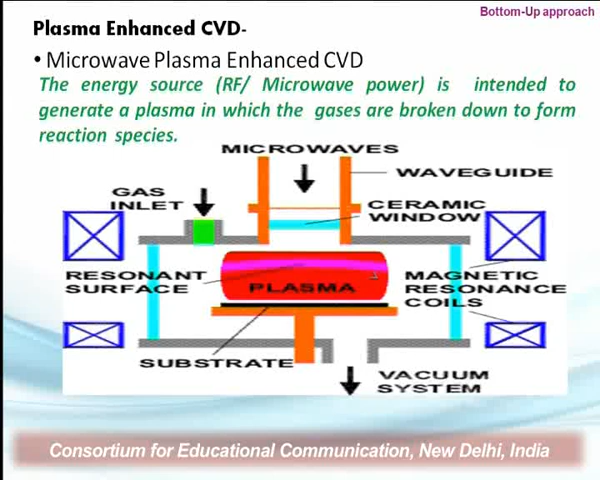 Bottom-Up approach
Plasma Enhanced CVD-
• Microwave Plasma Enhanced CVD
The energy source (RF/ Microwave power) is intended to
generate a plasma in which the gases are broken down to form
reaction species.
MICROWAVES
WAVEGUIDE
GAS
INLET
CERAMIC
WINDOW
RESONANT
SURFACE
PLASMA
MAGNETIC
RESONANCE
COILS
SUBSTRATE
VACUUM
SYSTEM
Consortium for Educational Communication, New Delhi, India